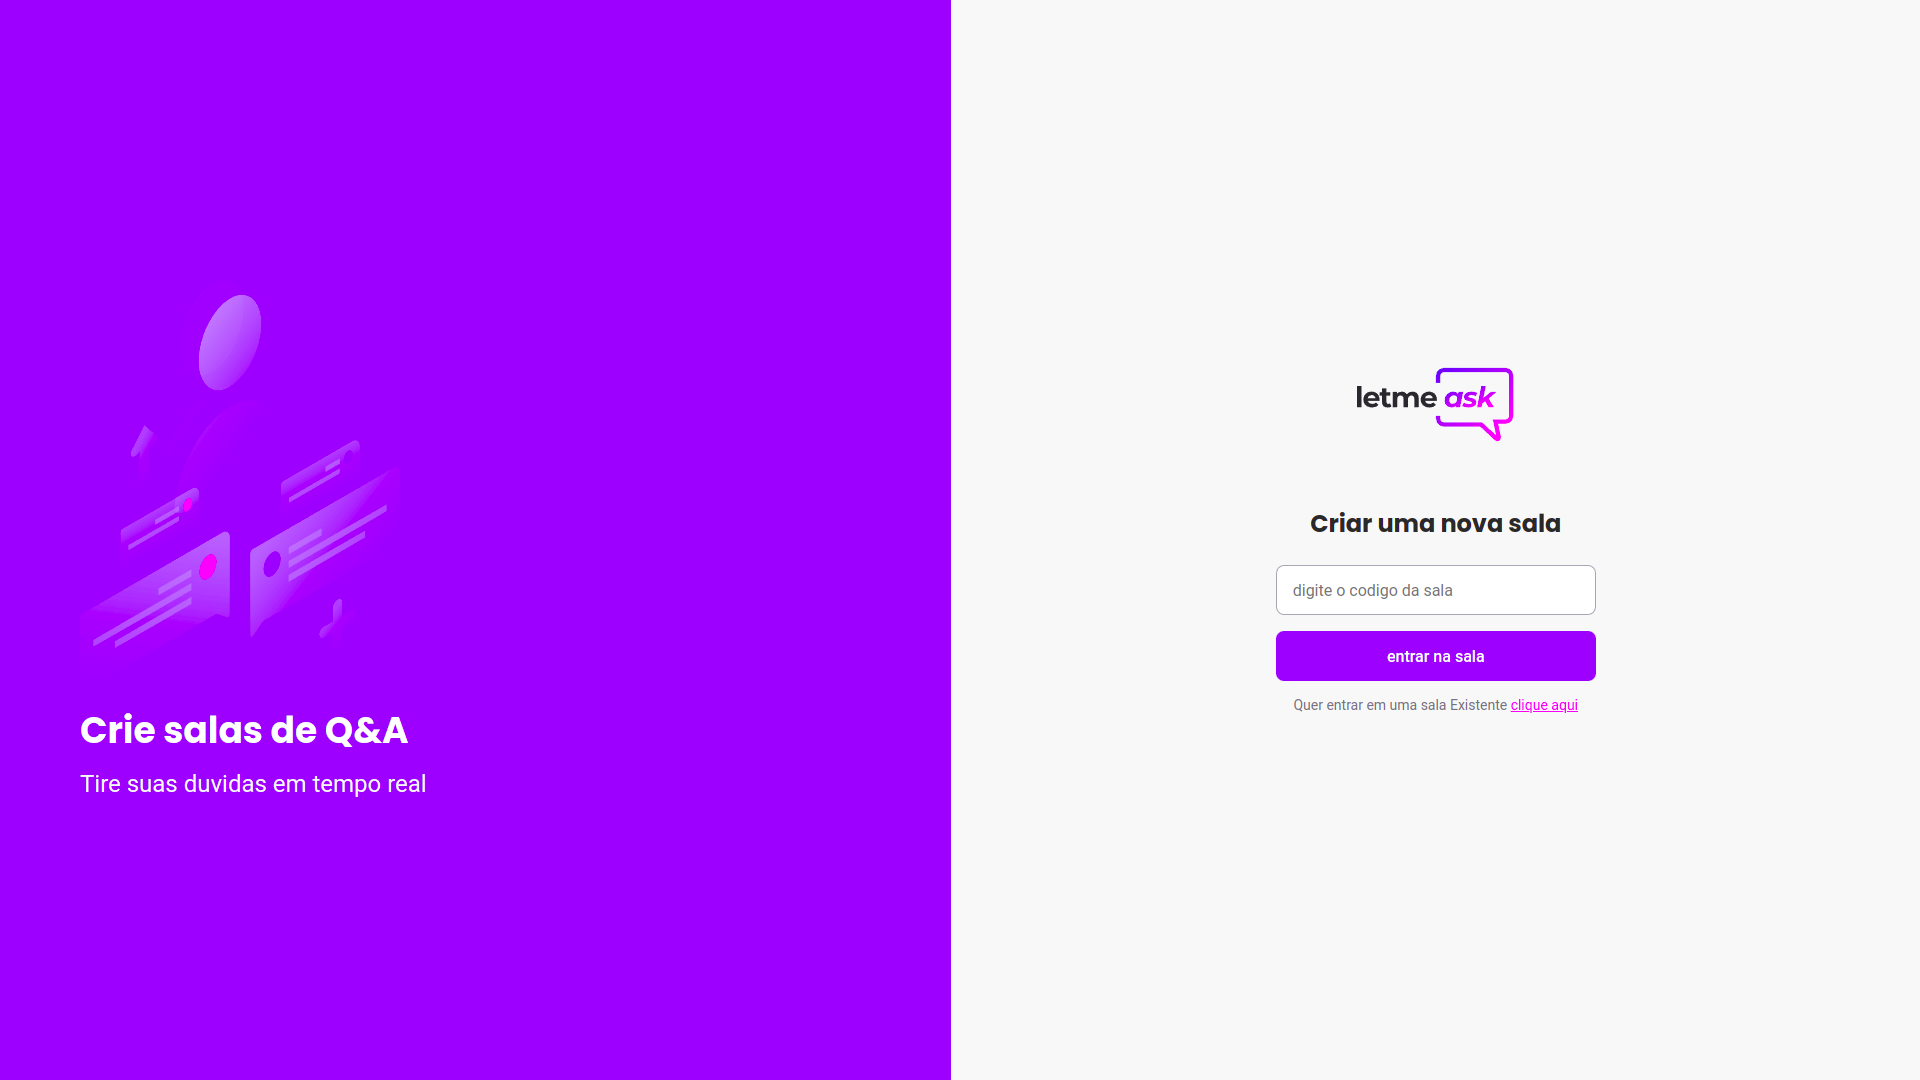 Crie salas de Q&A
Tire suas duvidas em tempo real
letme ask
Criar uma nova sala
digite o codigo da sala
entrar na sala
Quer entrar em uma sala Existente clique aqui